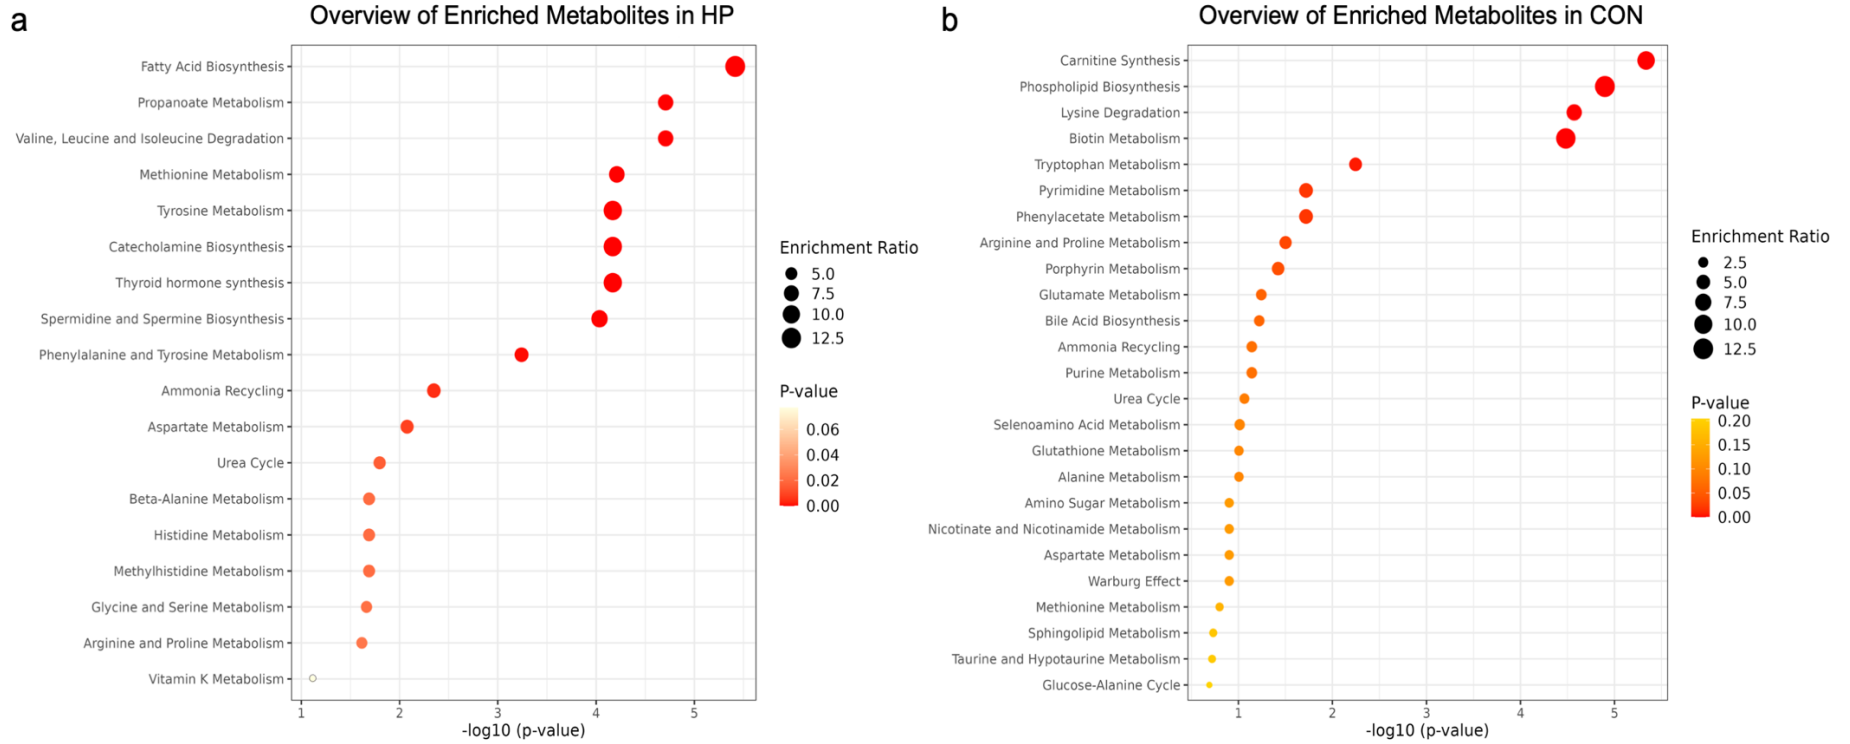 a
Overview of Enriched Metabolites in HP
Fatty Acid Biosynthesis
Propanoate Metabolism
Valine, Leucine and Isoleucine Degradation
Methionine Metabolism
Tyrosine Metabolism
Catecholamine Biosynthesis
Thyroid hormone synthesis
Spermidine and Spermine Biosynthesis
Phenylalanine and Tyrosine Metabolism
Ammonia Recycling
Aspartate Metabolism
Urea Cycle
Beta-Alanine Metabolism
Histidine Metabolism
Methylhistidine Metabolism
Glycine and Serine Metabolism
Arginine and Proline Metabolism
Vitamin K Metabolism
1 2 3 4 5
-log10 (p-value)
Enrichment Ratio
5.0
7.5
10.0
12.5
P-value
0.06
0.04
0.02
0.00
b
Overview of Enriched Metabolites in CON
Carnitine Synthesis
Phospholipid Biosynthesis
Lysine Degradation
Biotin Metabolism
Tryptophan Metabolism
Pyrimidine Metabolism
Phenylacetate Metabolism
Arginine and Proline Metabolism
Porphyrin Metabolism
Glutamate Metabolism
Bile Acid Biosynthesis
Ammonia Recycling
Purine Metabolism
Urea Cycle
Selenoamino Acid Metabolism
Glutathione Metabolism
Alanine Metabolism
Amino Sugar Metabolism
Nicotinate and Nicotinamide Metabolism
Aspartate Metabolism
Warburg Effect
Methionine Metabolism
Sphingolipid Metabolism
Taurine and Hypotaurine Metabolism
Glucose-Alanine Cycle
1 2 3 4 5
-log10 (p-value)
Enrichment Ratio
2.5
5.0
7.5
10.0
12.5
P-value
0.20
0.15
0.10
0.05
0.00